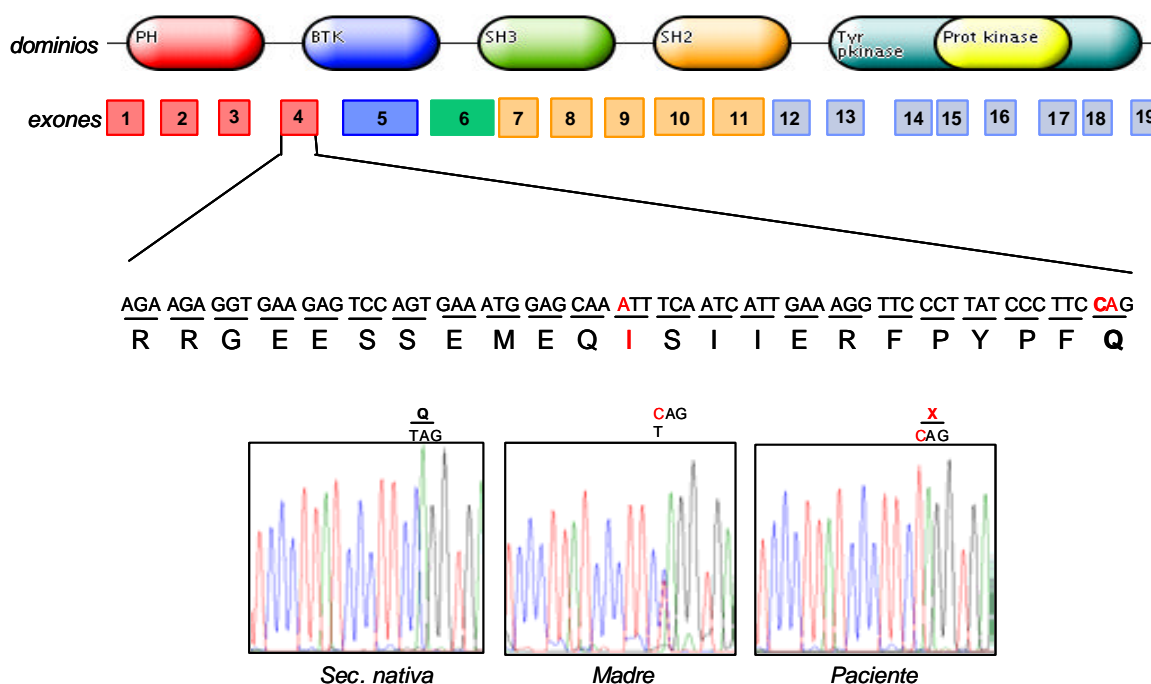 dominios PH BTK SH3 SH2 Tyr pkinase Prot kinase
exones 1 2 3 4 5 6 7 8 9 10 11 12 13 14 15 16 17 18 19
AGA AGA GGT GAA GAG TCC AGT GAA ATG GAG CAA ATT TCA ATC ATT GAA AGG TTC CCT TAT CCC TTC CAG
R R G E E S S E M E Q I S I I E R F P Y P F Q
Q CAG X
TAG T CAG
Sec. nativa Madre Paciente